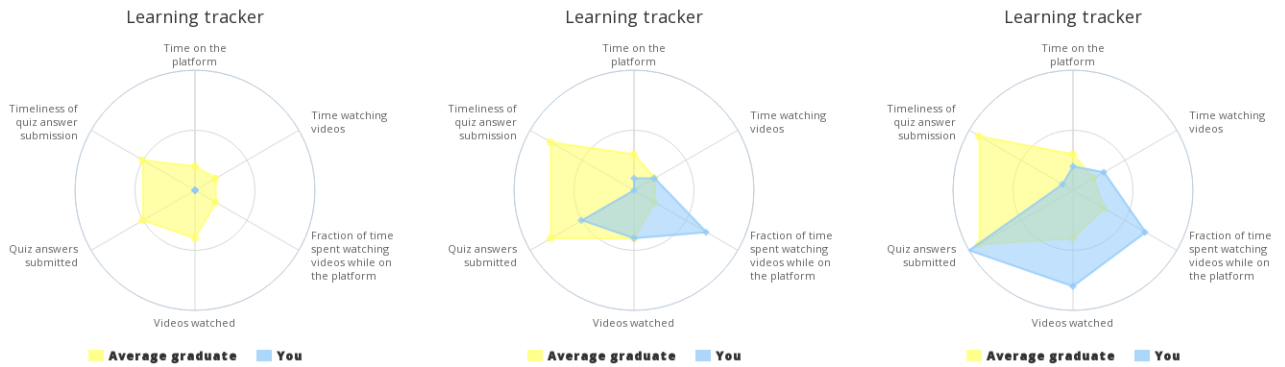 Learning tracker
Time on the
platform
Timeliness of
quiz answer
submission
Time watching
videos
Quiz answers
submitted
Fraction of time
spent watching
videos while on
the platform
Videos watched
Average graduate
You
Learning tracker
Time on the
platform
Timeliness of
quiz answer
submission
Time watching
videos
Quiz answers
submitted
Fraction of time
spent watching
videos while on
the platform
Videos watched
Average graduate
You
Learning tracker
Time on the
platform
Timeliness of
quiz answer
submission
Time watching
videos
Quiz answers
submitted
Fraction of time
spent watching
videos while on
the platform
Videos watched
Average graduate
You